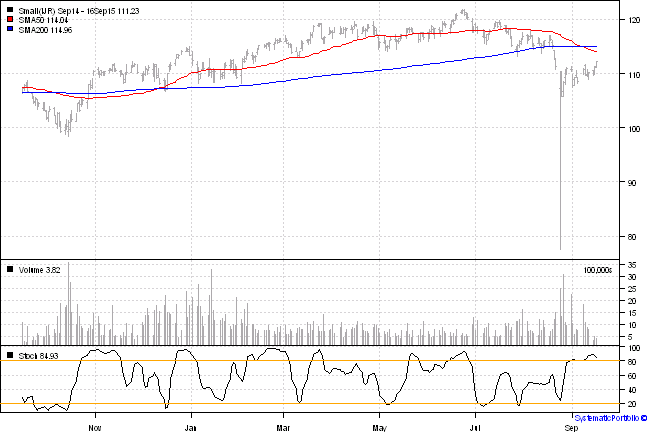 Small(IJR) Sep14 - 16Sep15 111.23
SMA50 114.04
SMA200 114.96
120
110
100
90
80
Volume 3.82
100,000s
35
30
25
20
15
10
5
Stoch 84.93
100
80
60
40
20
Nov
Jan
Mar
May
Jul
Sep
SystematicPortfolio ©